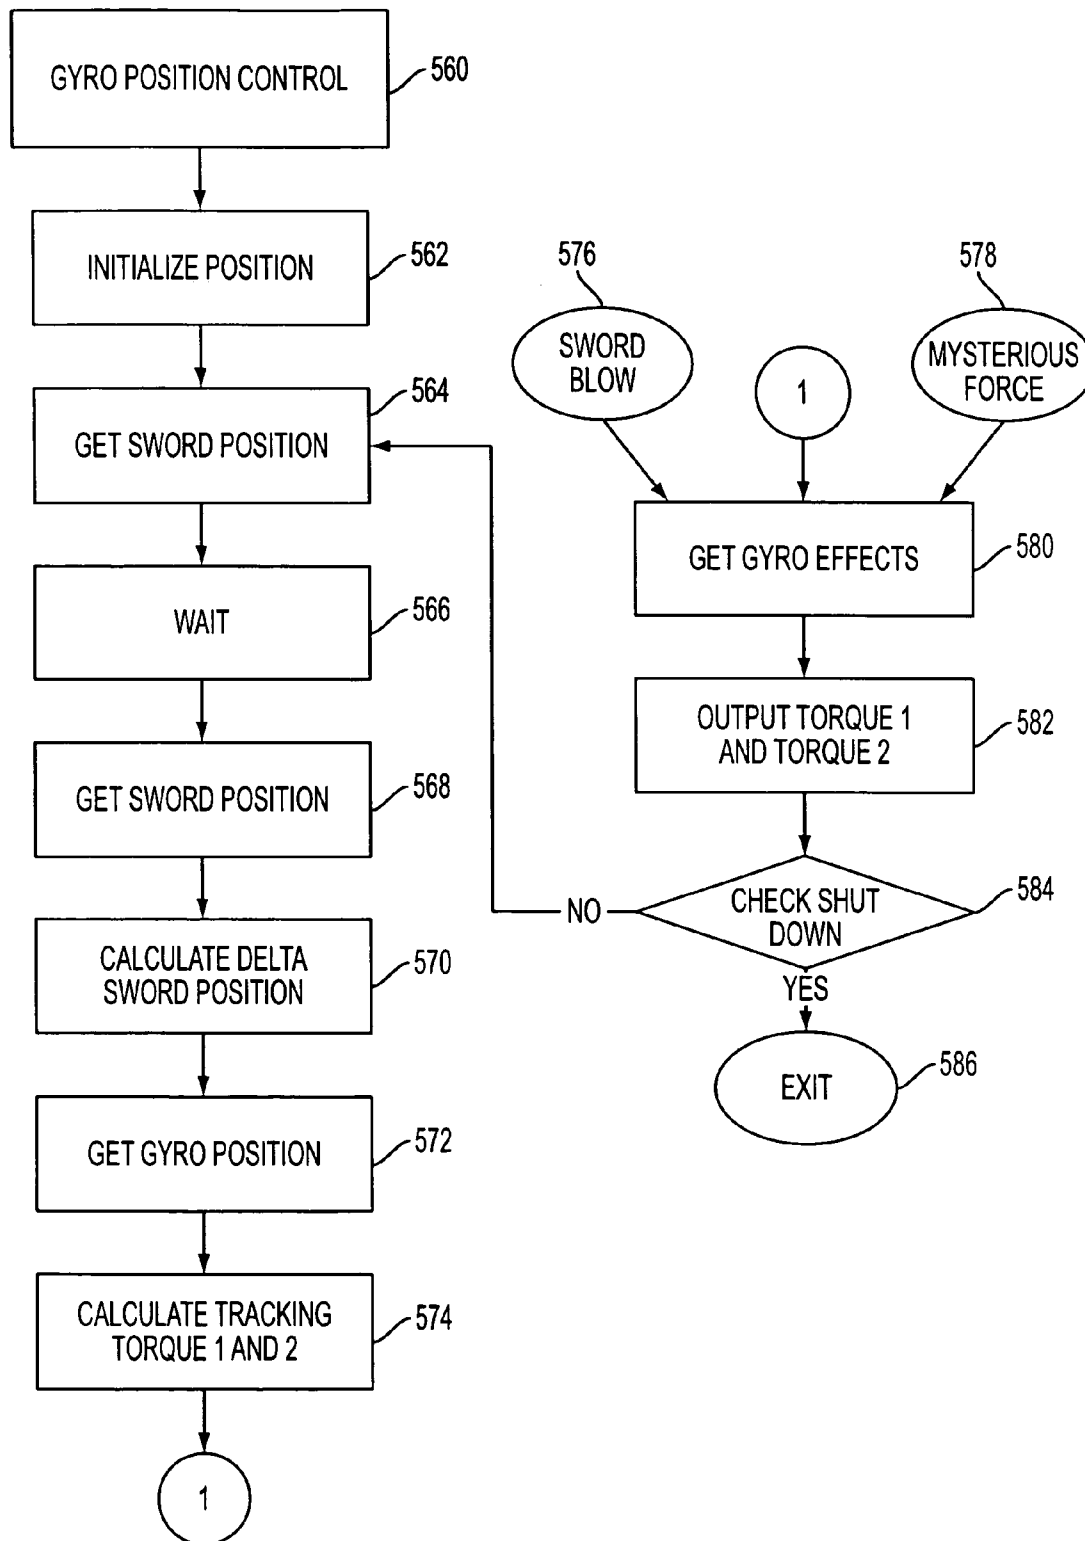 GYRO POSITION CONTROL
560
INITIALIZE POSITION
562
564
GET SWORD POSITION
WAIT
566
GET SWORD POSITION
568
CALCULATE DELTA
SWORD POSITION
570
GET GYRO POSITION
572
CALCULATE TRACKING
TORQUE 1 AND 2
574
1
576
SWORD
BLOW
1
578
MYSTERIOUS
FORCE
GET GYRO EFFECTS
580
OUTPUT TORQUE 1
AND TORQUE 2
582
CHECK SHUT
DOWN
584
NO
YES
EXIT
586